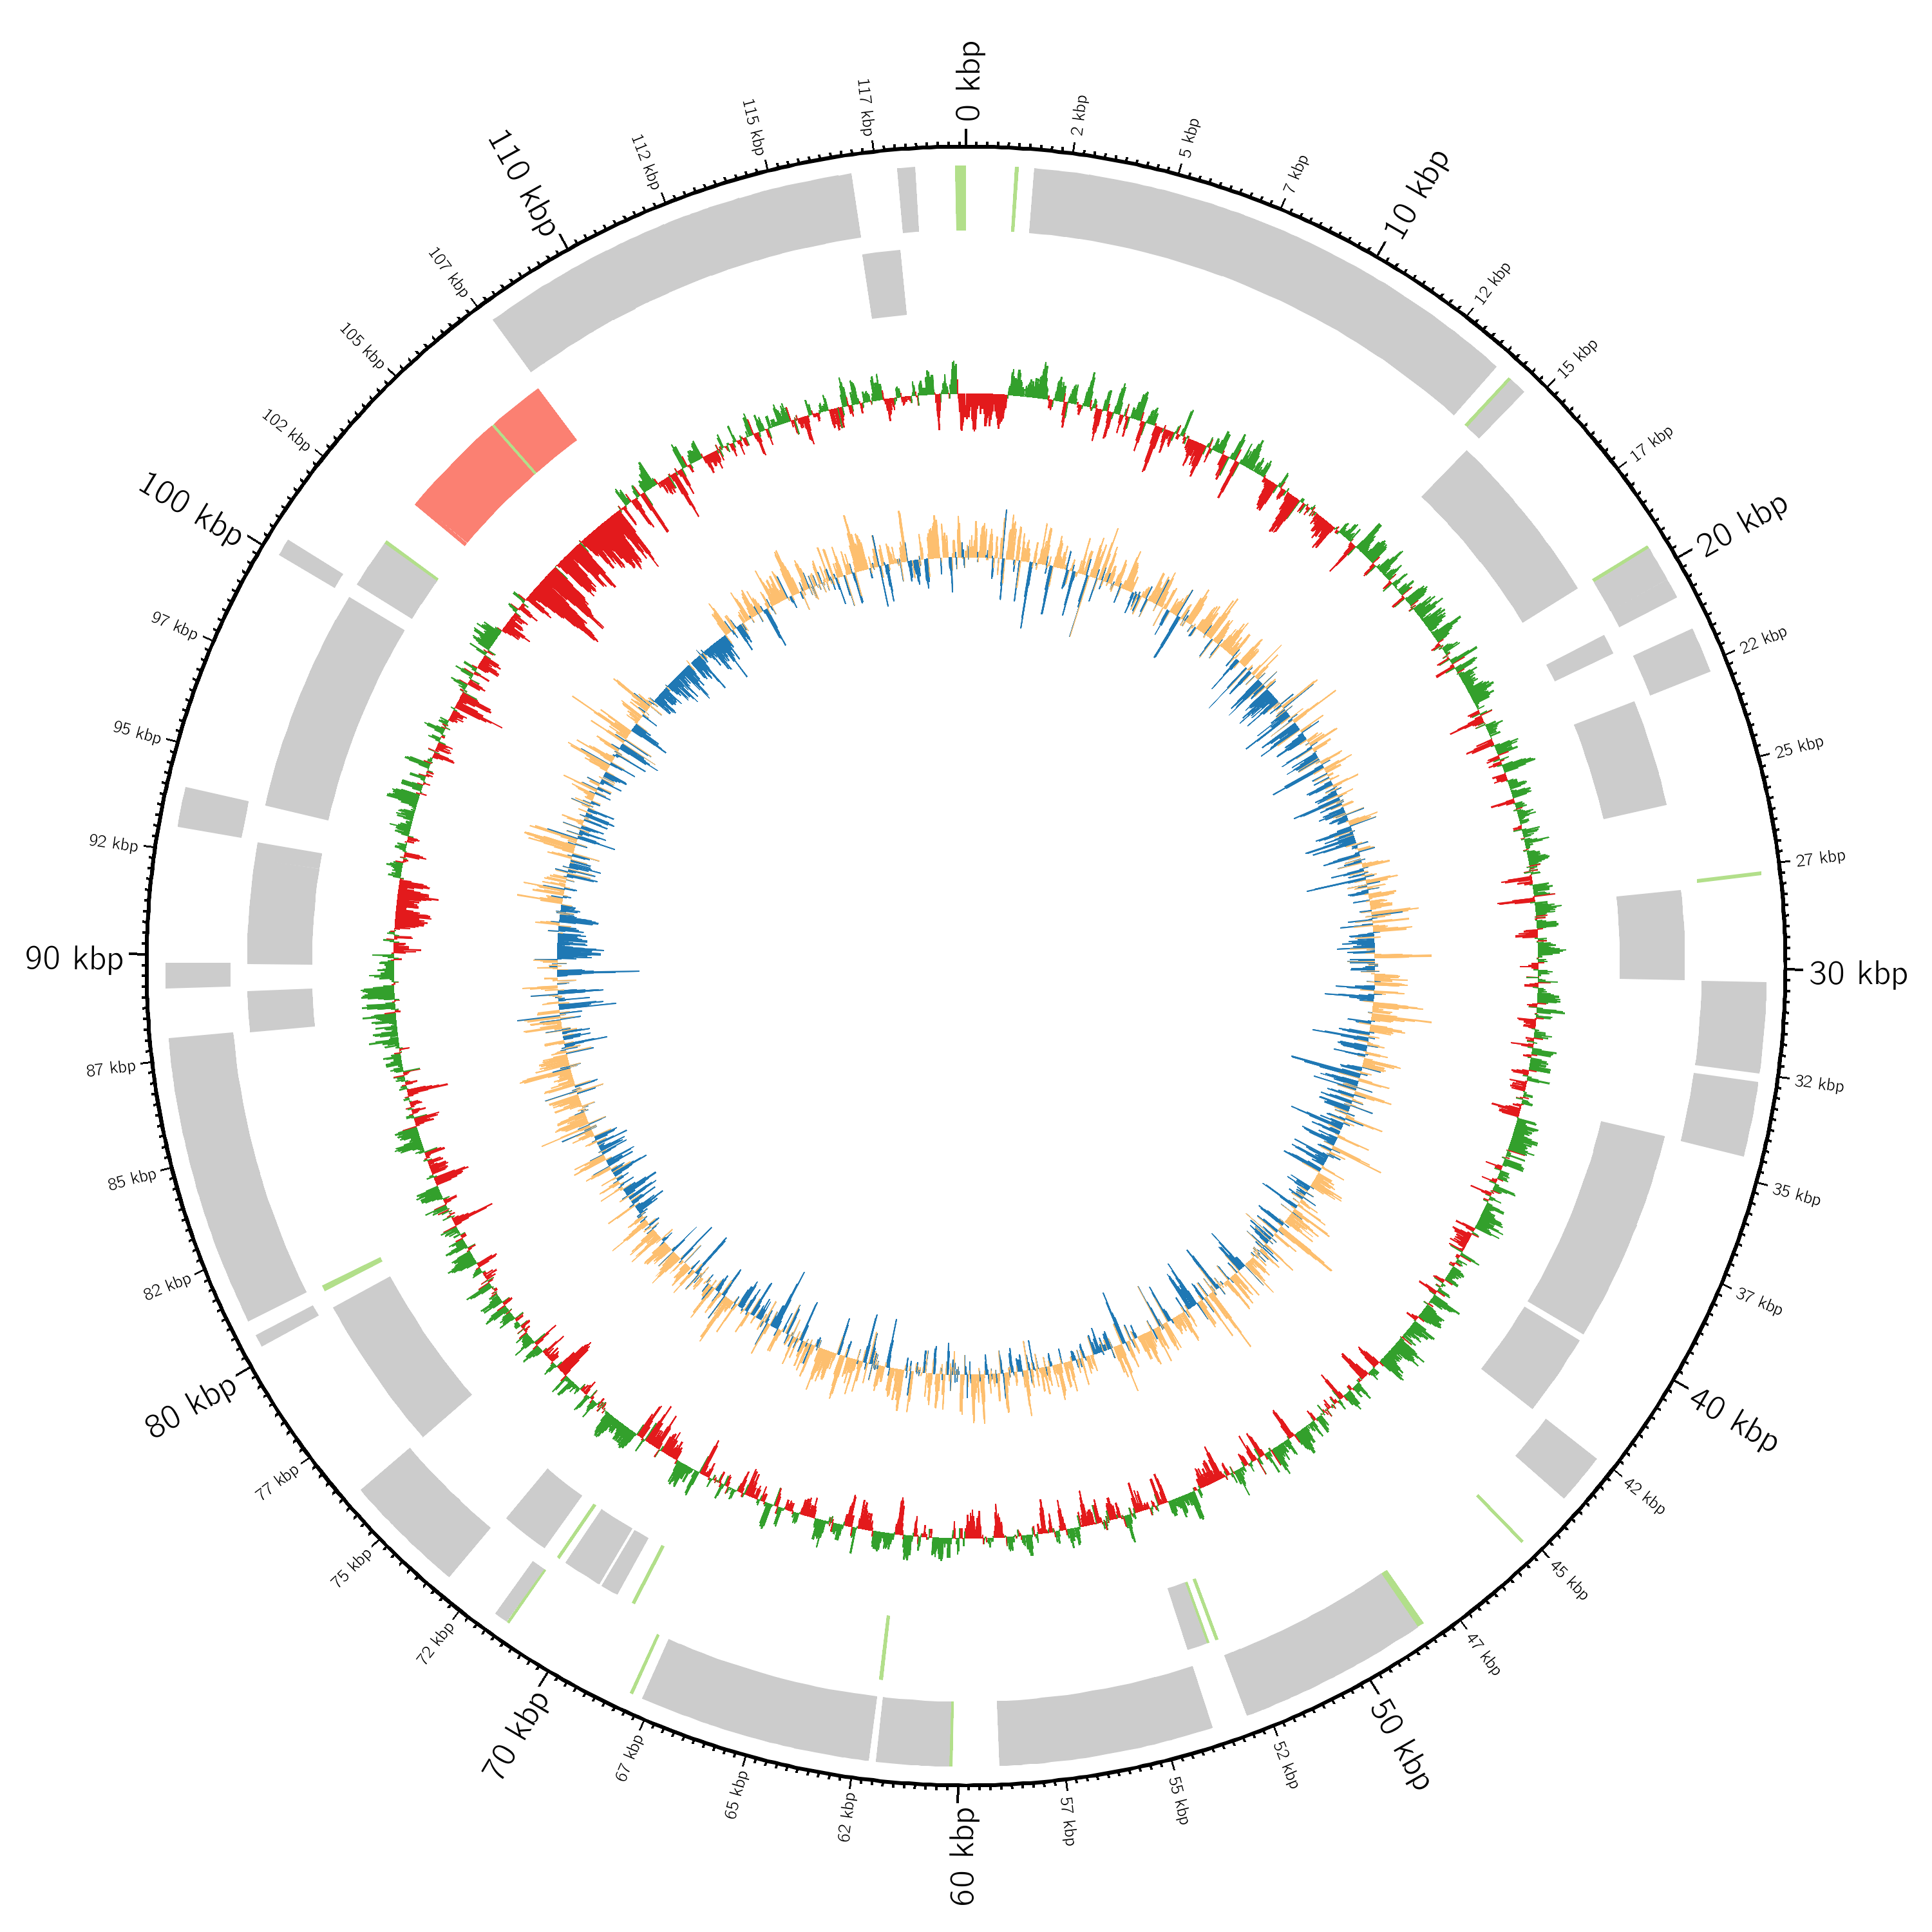 0 kbp
2 kbp
5 kbp
7 kbp
10 kbp
12 kbp
15 kbp
17 kbp
20 kbp
22 kbp
25 kbp
27 kbp
30 kbp
32 kbp
35 kbp
37 kbp
40 kbp
42 kbp
45 kbp
47 kbp
50 kbp
52 kbp
55 kbp
57 kbp
60 kbp
62 kbp
65 kbp
67 kbp
70 kbp
72 kbp
75 kbp
77 kbp
80 kbp
82 kbp
85 kbp
87 kbp
90 kbp
92 kbp
95 kbp
97 kbp
100 kbp
102 kbp
105 kbp
107 kbp
110 kbp
112 kbp
115 kbp
117 kbp